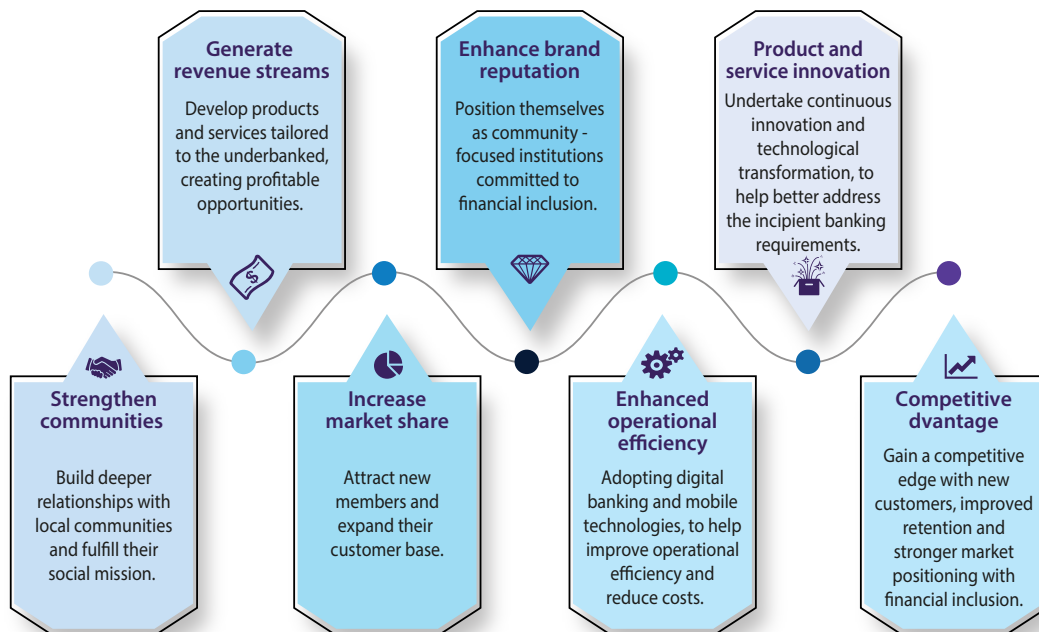 Generate
revenue streams
Develop products
and services tailored
to the underbanked,
creating profitable
opportunities.
Enhance brand
reputation
Position themselves
as community -
focused institutions
committed to
financial inclusion.
Product and
service innovation
Undertake continuous
innovation and
technological
transformation, to
help better address
the incipient banking
requirements.
Strengthen
communities
Build deeper
relationships with
local communities
and fulfill their
social mission.
Increase
market share
Attract new
members and
expand their
customer base.
Enhanced
operational
efficiency
Adopting digital
banking and mobile
technologies, to help
improve operational
efficiency and
reduce costs.
Competitive
dvantage
Gain a competitive
edge with new
customers, improved
retention and
stronger market
positioning with
financial inclusion.